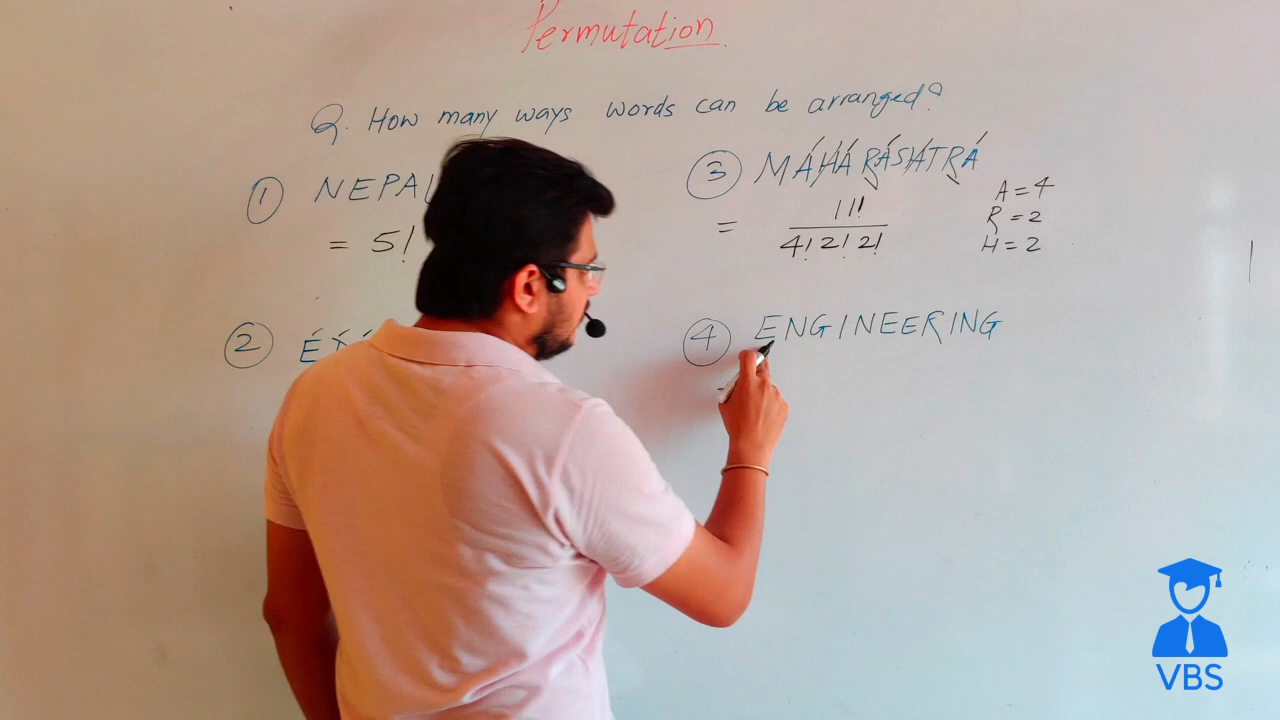 Permutation.
Q. How many ways words can be arranged?
1 NEPAL
= 5!
2
3 MAHARASHTRA
= 11! / 4! 2! 2!
A = 4
R = 2
H = 2
4 ENGINEERING
VBS